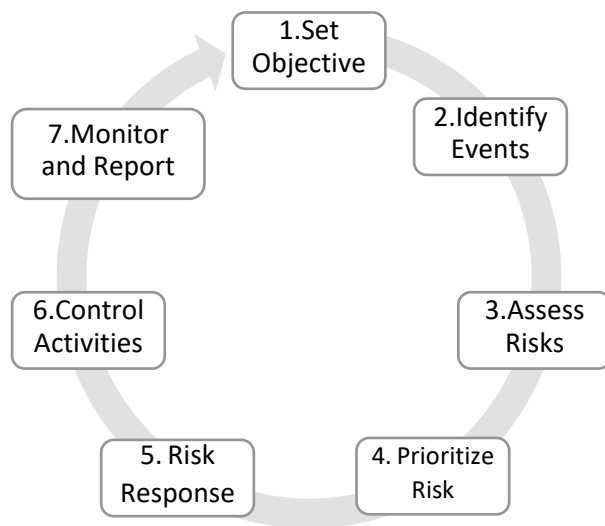 1.Set
Objective
2.Identify
Events
3.Assess
Risks
4. Prioritize
Risk
5. Risk
Response
6.Control
Activities
7.Monitor
and Report